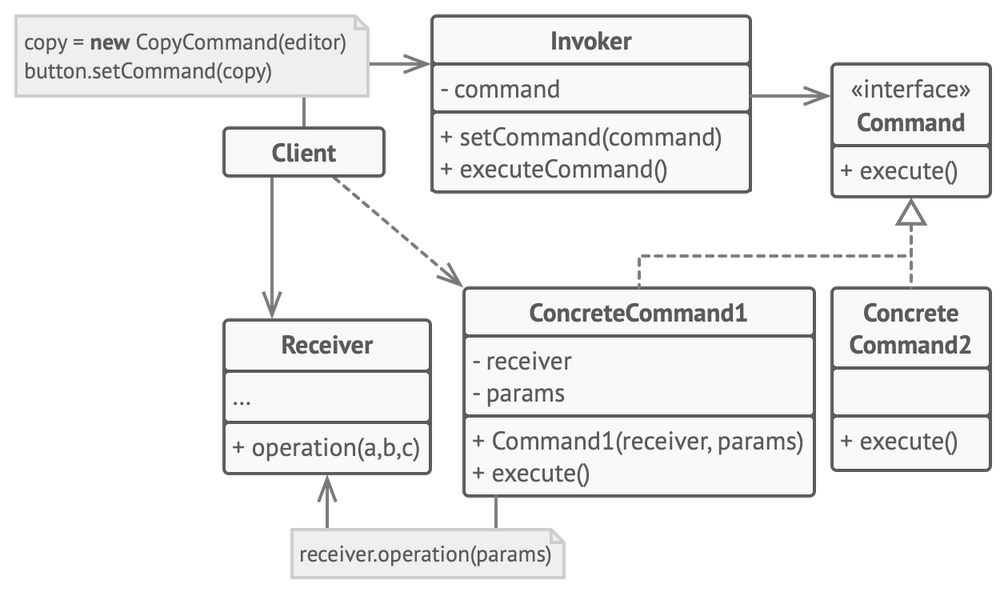 copy = new CopyCommand(editor)
button.setCommand(copy)
Client
Invoker
- command
+ setCommand(command)
+ executeCommand()
«interface»
Command
+ execute()
Receiver
...
+ operation(a,b,c)
ConcreteCommand1
- receiver
- params
+ Command1(receiver, params)
+ execute()
Concrete
Command2
+ execute()
receiver.operation(params)